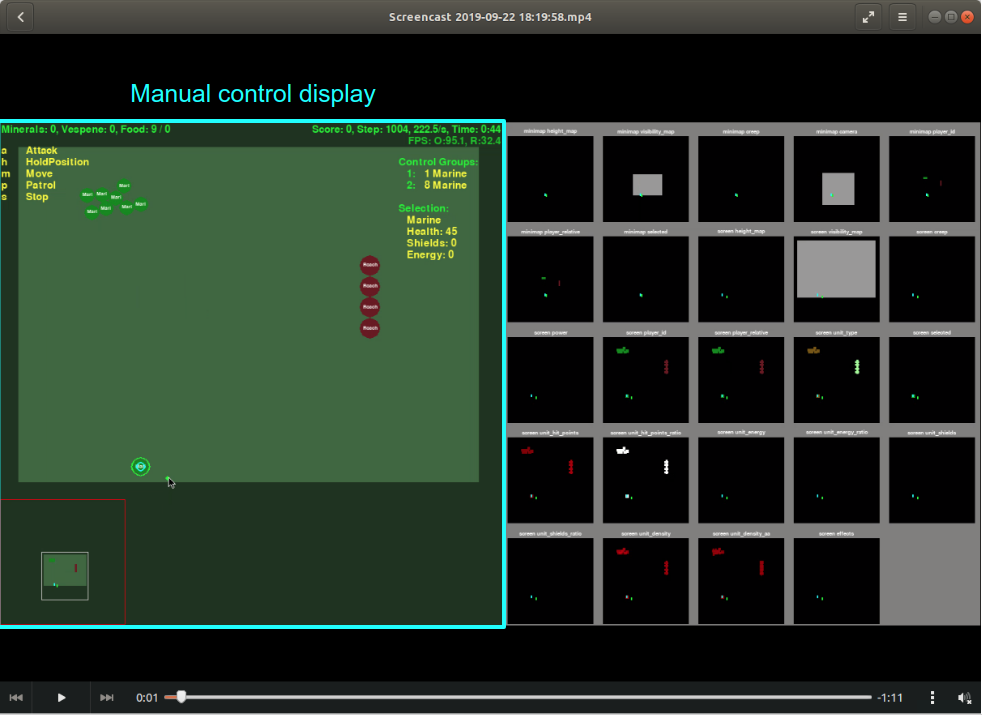 Screencast 2019-09-22 18:19:58.mp4
Manual control display
Minerals: 0, Vespene: 0, Food: 9 / 0
Score: 0, Step: 1004, 222.5/s, Time: 0:44
FPS: O:95.1, R:32.4
a Attack
h HoldPosition
m Move
p Patrol
s Stop
Control Groups:
1: 1 Marine
2: 8 Marine
Selection:
Marine
Health: 45
Shields: 0
Energy: 0
Mari
Mari
Mari
Mari
Mari
Mari
Mari
Mari
Roach
Roach
Roach
Roach
minimap height_map
minimap visibility_map
minimap creep
minimap camera
minimap player_id
minimap player_relative
minimap selected
screen height_map
screen visibility_map
screen creep
screen power
screen player_id
screen player_relative
screen unit_type
screen selected
screen unit_hit_points
screen unit_hit_points_ratio
screen unit_energy
screen unit_energy_ratio
screen unit_shields
screen unit_shields_ratio
screen unit_density
screen unit_density_aa
screen effects
0:01
-1:11